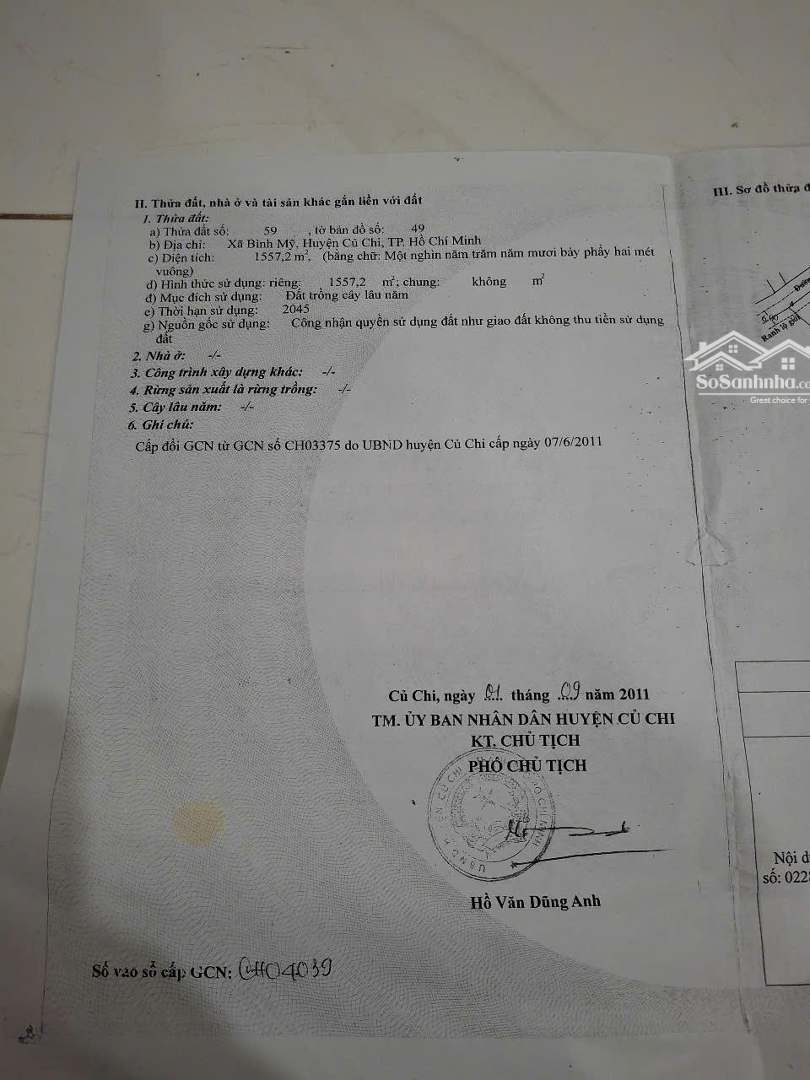 II. Thửa đất, nhà ở và tài sản khác gắn liền với đất
1. Thửa đất:
a) Thửa đất số: 59 , tờ bản đồ số: 49
b) Địa chỉ: Xã Bình Mỹ, Huyện Củ Chi, TP. Hồ Chí Minh
c) Diện tích: 1557,2 m², (bằng chữ: Một nghìn năm trăm năm mươi bảy phẩy hai mét
vuông)
d) Hình thức sử dụng: riêng: 1557,2 m²; chung: không m²
đ) Mục đích sử dụng: Đất trồng cây lâu năm
e) Thời hạn sử dụng: 2045
g) Nguồn gốc sử dụng: Công nhận quyền sử dụng đất như giao đất không thu tiền sử dụng
đất
2. Nhà ở: -/-
3. Công trình xây dựng khác: -/-
4. Rừng sản xuất là rừng trồng: -/-
5. Cây lâu năm: -/-
6. Ghi chú:
Cấp đổi GCN từ GCN số CH03375 do UBND huyện Củ Chi cấp ngày 07/6/2011
Củ Chi, ngày 01 tháng 09 năm 2011
TM. ỦY BAN NHÂN DÂN HUYỆN CỦ CHI
KT. CHỦ TỊCH
PHÓ CHỦ TỊCH
Hồ Văn Dũng Anh
Số vào sổ cấp GCN: CH04039
III. Sơ đồ thửa đ
Ranh lộ giới
SoSanhnha.co
Great choice for
Nội d
số: 022